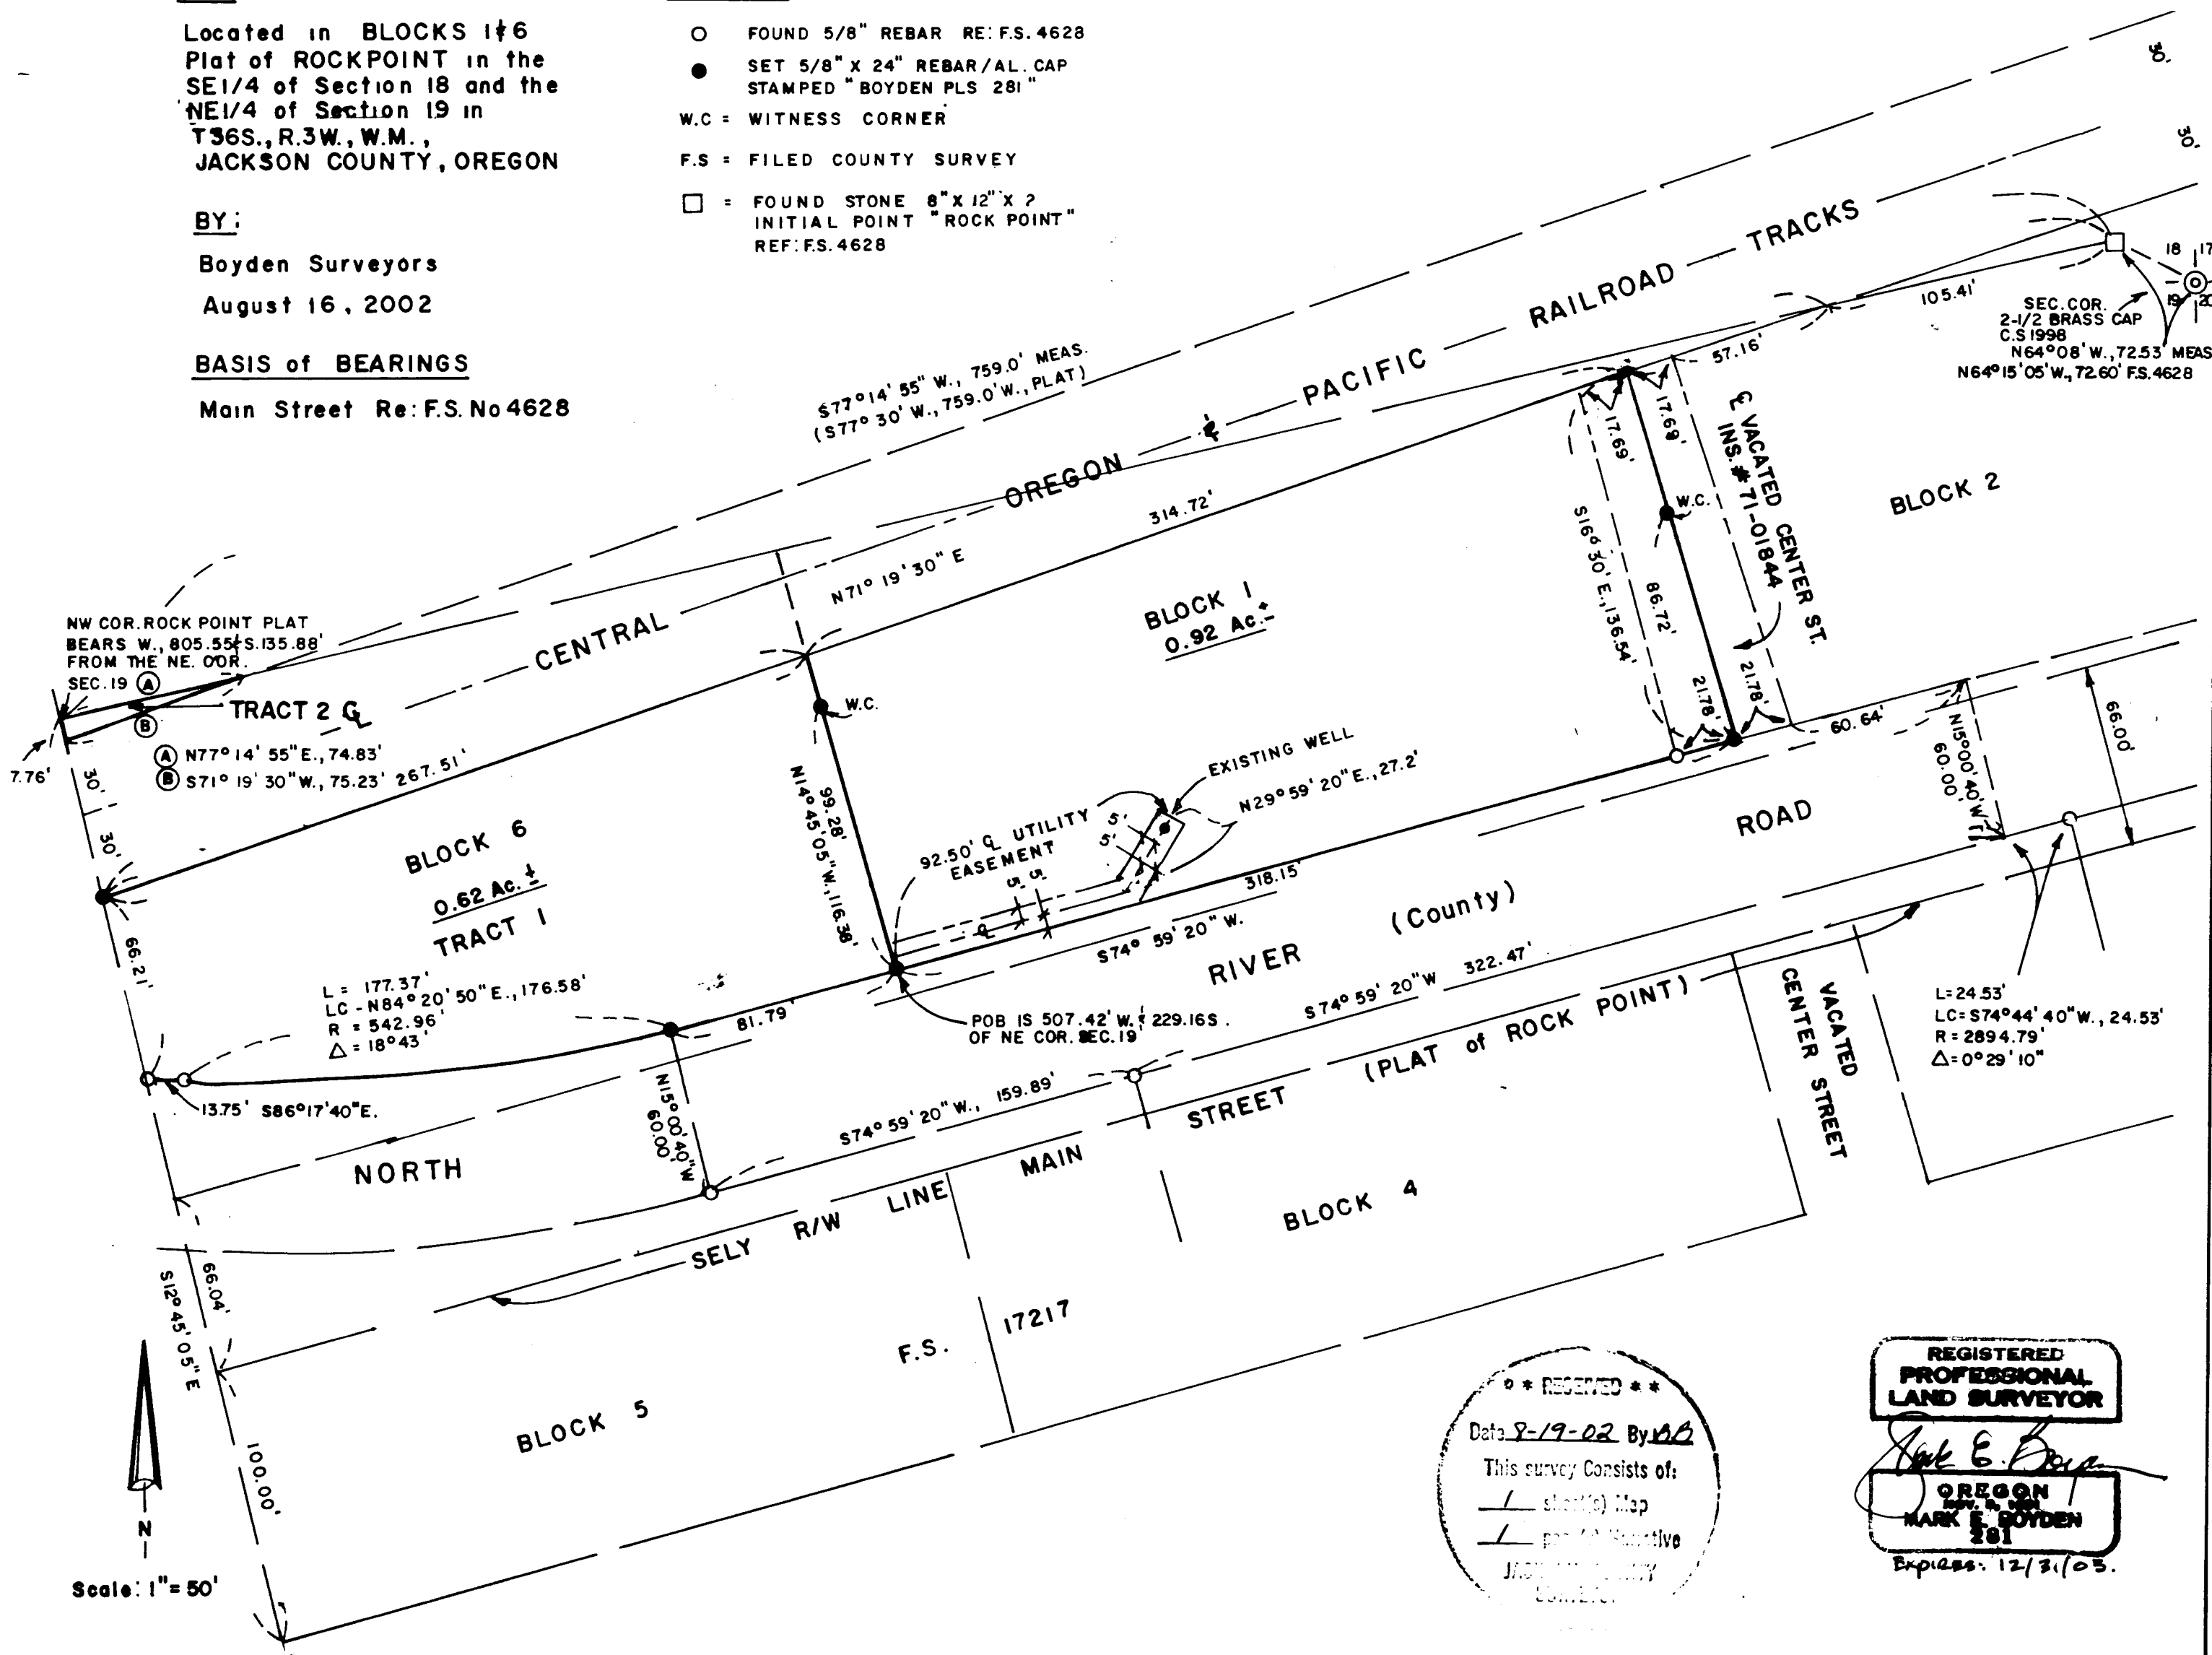 Located in BLOCKS 1&6
Plat of ROCKPOINT in the
SE1/4 of Section 18 and the
NE1/4 of Section 19 in
T36S., R.3W., W.M.,
JACKSON COUNTY, OREGON
BY:
Boyden Surveyors
August 16, 2002
BASIS of BEARINGS
Main Street Re: F.S. No 4628
FOUND 5/8" REBAR RE: F.S. 4628
SET 5/8" X 24" REBAR/AL. CAP
STAMPED "BOYDEN PLS 281"
W.C = WITNESS CORNER
F.S = FILED COUNTY SURVEY
= FOUND STONE 8" X 12" X ?
INITIAL POINT "ROCK POINT"
REF: F.S. 4628
30'
30'
S77°14'55" W., 759.0' MEAS.
(S77°30' W., 759.0' W., PLAT)
CENTRAL OREGON PACIFIC RAILROAD TRACKS
105.41'
18 17
19 20
SEC. COR.
2-1/2 BRASS CAP
C.S 1998
N64°08' W., 72.53' MEAS
N64°15'05" W., 72.60' F.S. 4628
57.16'
17.69'
17.69'
℄ VACATED CENTER ST.
INS. # 71-01844
BLOCK 2
314.72'
N71°19'30" E
W.C.
S16°30' E., 136.54'
86.72'
21.78'
21.78'
BLOCK 1
0.92 Ac.±
NW COR. ROCK POINT PLAT
BEARS W., 805.55 & S. 135.88'
FROM THE NE. COR.
SEC. 19 A
TRACT 2 ℄
B
A N77°14'55" E., 74.83'
B S71°19'30" W., 75.23'
7.76'
30'
30'
267.51'
W.C.
99.28'
N14°45'05" W., 116.38'
BLOCK 6
0.62 Ac. ±
TRACT 1
66.21'
92.50' ℄ UTILITY
EASEMENT
EXISTING WELL
N29°59'20" E., 27.2'
5'
5'
5'
5'
318.15'
60.64'
N15°00'40" W
60.00'
66.00'
S74°59'20" W.
NORTH RIVER ROAD
(County)
L = 177.37'
LC - N84°20'50" E., 176.58'
R = 542.96'
△ = 18°43'
81.79'
POB IS 507.42' W. & 229.16 S.
OF NE COR. SEC. 19
S74°59'20" W 322.47'
13.75' S86°17'40" E.
N15°00'40" W
60.00'
S74°59'20" W., 159.89'
SELY R/W LINE MAIN STREET (PLAT of ROCK POINT)
VACATED
CENTER STREET
L = 24.53'
LC = S74°44'40" W., 24.53'
R = 2894.79'
△ = 0°29'10"
66.04'
S12°45'05" E
100.00'
BLOCK 4
BLOCK 5
F.S. 17217
N
Scale: 1" = 50'
* * RECEIVED * *
Date 8-19-02 By BB
This survey Consists of:
1 sheet(s) Map
1 page(s) Narrative
REGISTERED
PROFESSIONAL
LAND SURVEYOR
Mark E. Boyden
OREGON
MARK E. BOYDEN
281
Expires: 12/31/03.